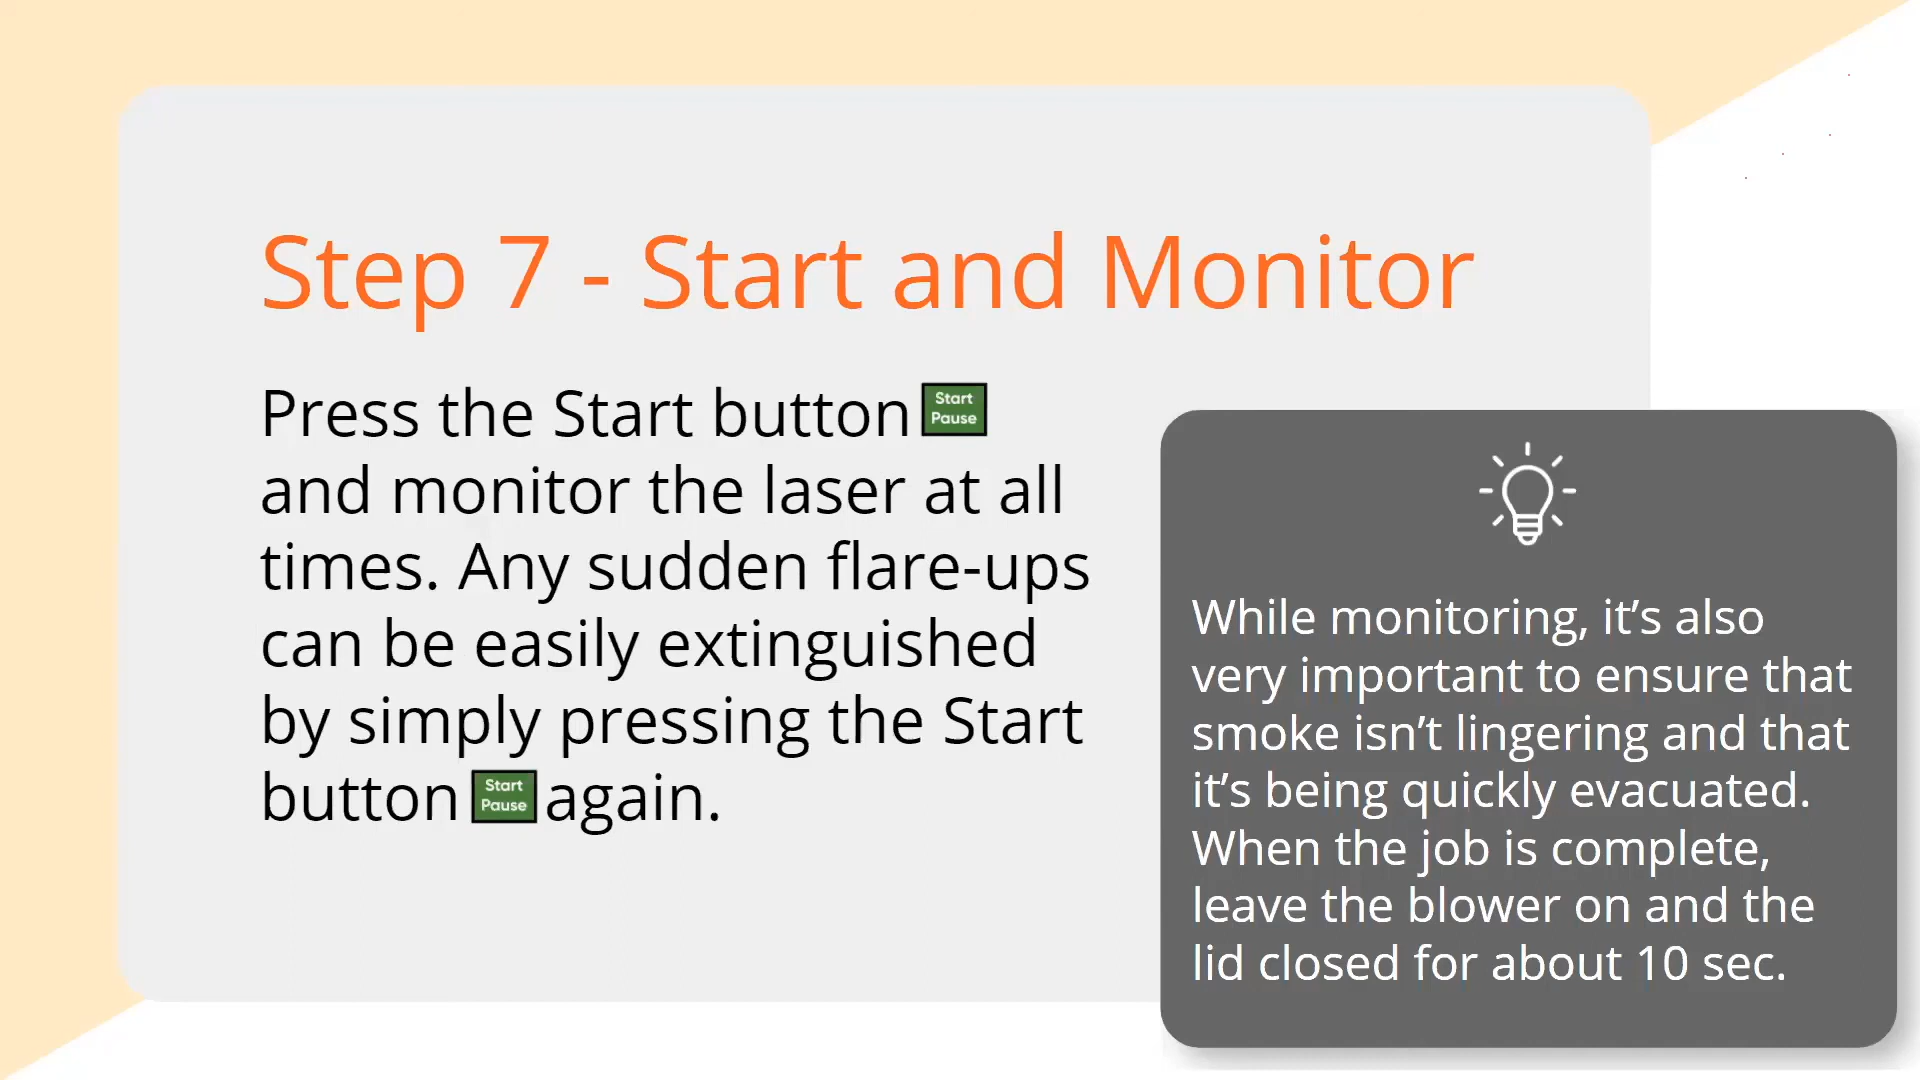 Step 7 - Start and Monitor
Press the Start button Start Pause
and monitor the laser at all
times. Any sudden flare-ups
can be easily extinguished
by simply pressing the Start
button Start Pause again.
While monitoring, it’s also
very important to ensure that
smoke isn’t lingering and that
it’s being quickly evacuated.
When the job is complete,
leave the blower on and the
lid closed for about 10 sec.